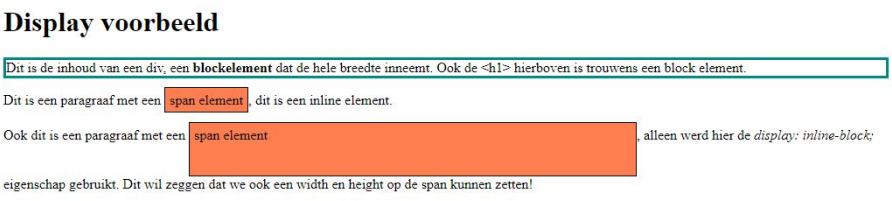 Display voorbeeld
Dit is de inhoud van een div, een blockelement dat de hele breedte inneemt. Ook de <h1> hierboven is trouwens een block element.
Dit is een paragraaf met een span element, dit is een inline element.
Ook dit is een paragraaf met een span element, alleen werd hier de display: inline-block;
eigenschap gebruikt. Dit wil zeggen dat we ook een width en height op de span kunnen zetten!